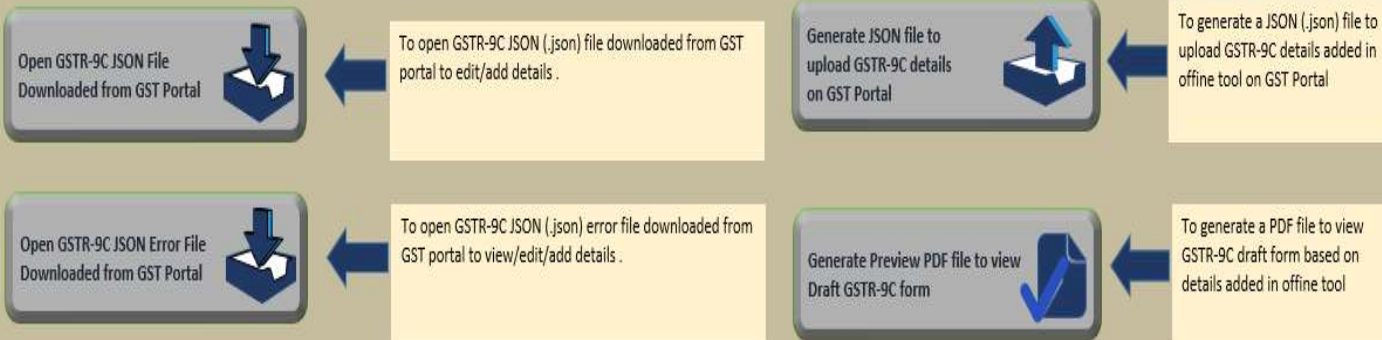 Open GSTR-9C JSON File
Downloaded from GST Portal
To open GSTR-9C JSON (.json) file downloaded from GST
portal to edit/add details .
Generate JSON file to
upload GSTR-9C details
on GST Portal
To generate a JSON (.json) file to
upload GSTR-9C details added in
offine tool on GST Portal
Open GSTR-9C JSON Error File
Downloaded from GST Portal
To open GSTR-9C JSON (.json) error file downloaded from
GST portal to view/edit/add details .
Generate Preview PDF file to view
Draft GSTR-9C form
To generate a PDF file to view
GSTR-9C draft form based on
details added in offine tool